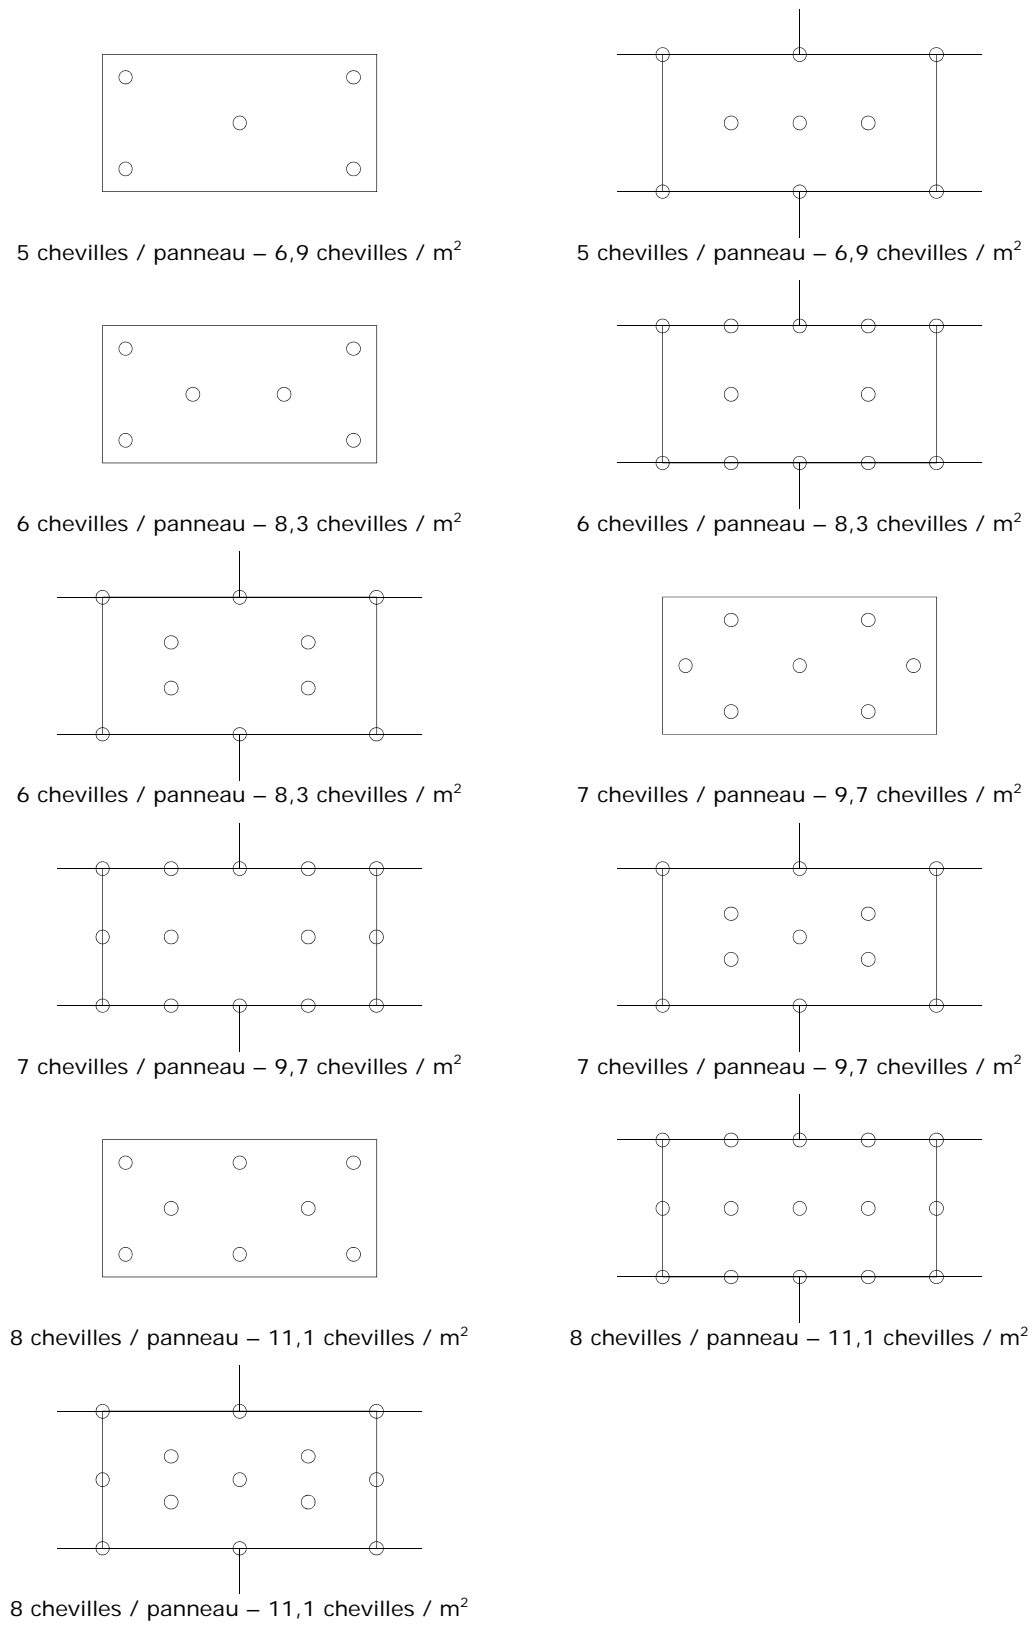 5 chevilles / panneau – 6,9 chevilles / m²
5 chevilles / panneau – 6,9 chevilles / m²
6 chevilles / panneau – 8,3 chevilles / m²
6 chevilles / panneau – 8,3 chevilles / m²
6 chevilles / panneau – 8,3 chevilles / m²
7 chevilles / panneau – 9,7 chevilles / m²
7 chevilles / panneau – 9,7 chevilles / m²
7 chevilles / panneau – 9,7 chevilles / m²
8 chevilles / panneau – 11,1 chevilles / m²
8 chevilles / panneau – 11,1 chevilles / m²
8 chevilles / panneau – 11,1 chevilles / m²